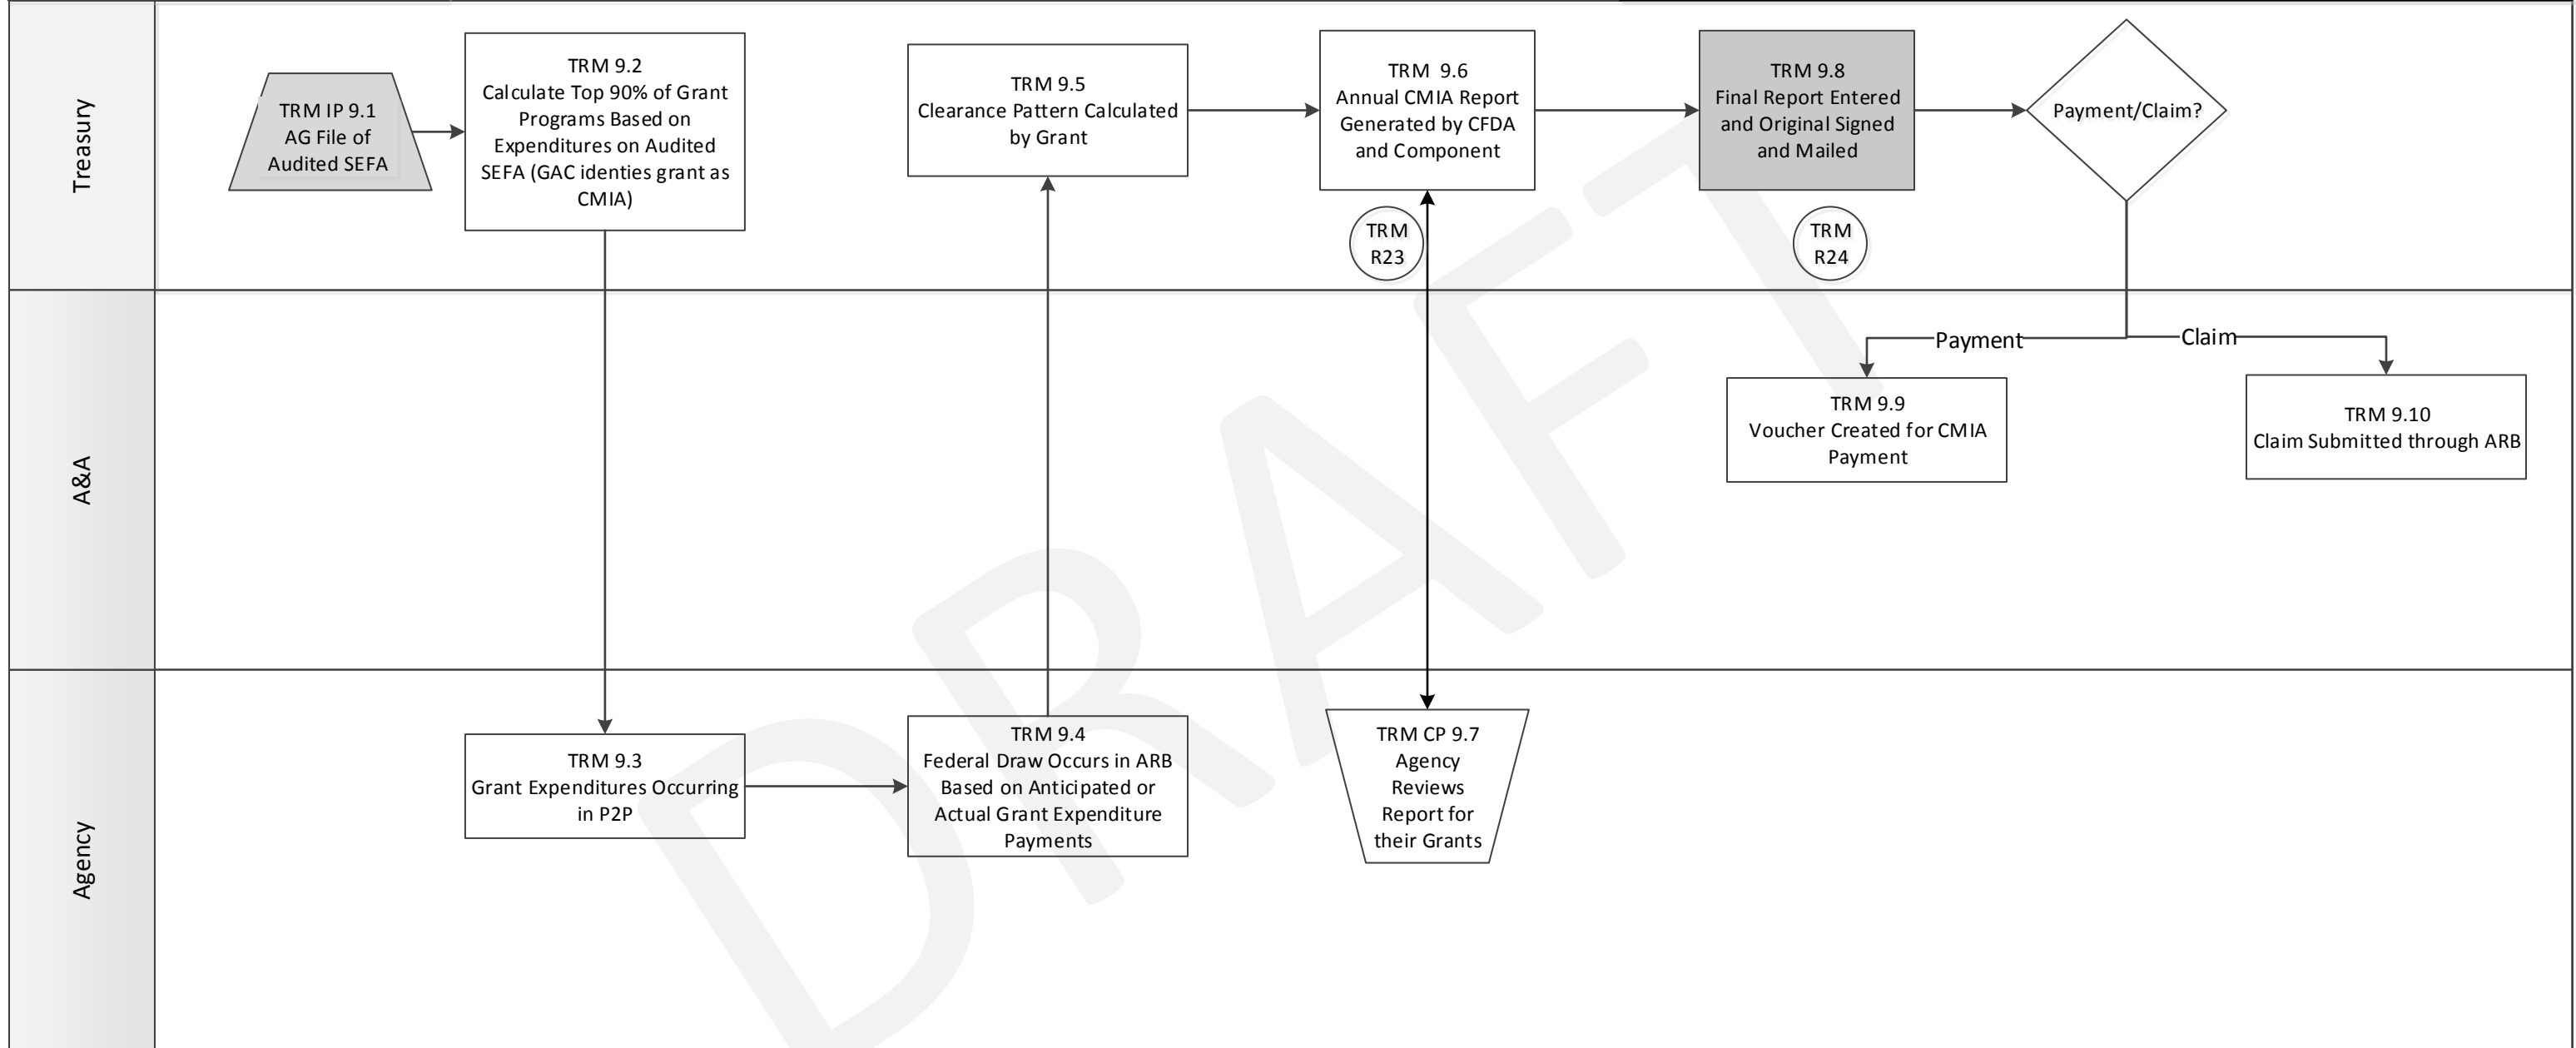 Treasury
TRM IP 9.1
AG File of
Audited SEFA
TRM 9.2
Calculate Top 90% of Grant
Programs Based on
Expenditures on Audited
SEFA (GAC identies grant as
CMIA)
TRM 9.5
Clearance Pattern Calculated
by Grant
TRM 9.6
Annual CMIA Report
Generated by CFDA
and Component
TRM
R23
TRM 9.8
Final Report Entered
and Original Signed
and Mailed
TRM
R24
Payment/Claim?
A&A
Payment
Claim
TRM 9.9
Voucher Created for CMIA
Payment
TRM 9.10
Claim Submitted through ARB
Agency
TRM 9.3
Grant Expenditures Occurring
in P2P
TRM 9.4
Federal Draw Occurs in ARB
Based on Anticipated or
Actual Grant Expenditure
Payments
TRM CP 9.7
Agency
Reviews
Report for
their Grants
DRAFT